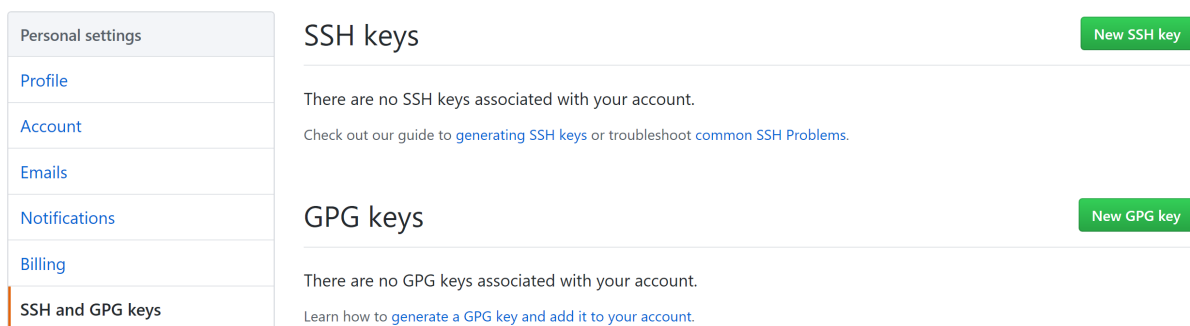 Personal settings
Profile
Account
Emails
Notifications
Billing
SSH and GPG keys
SSH keys
New SSH key
There are no SSH keys associated with your account.
Check out our guide to generating SSH keys or troubleshoot common SSH Problems.
GPG keys
New GPG key
There are no GPG keys associated with your account.
Learn how to generate a GPG key and add it to your account.